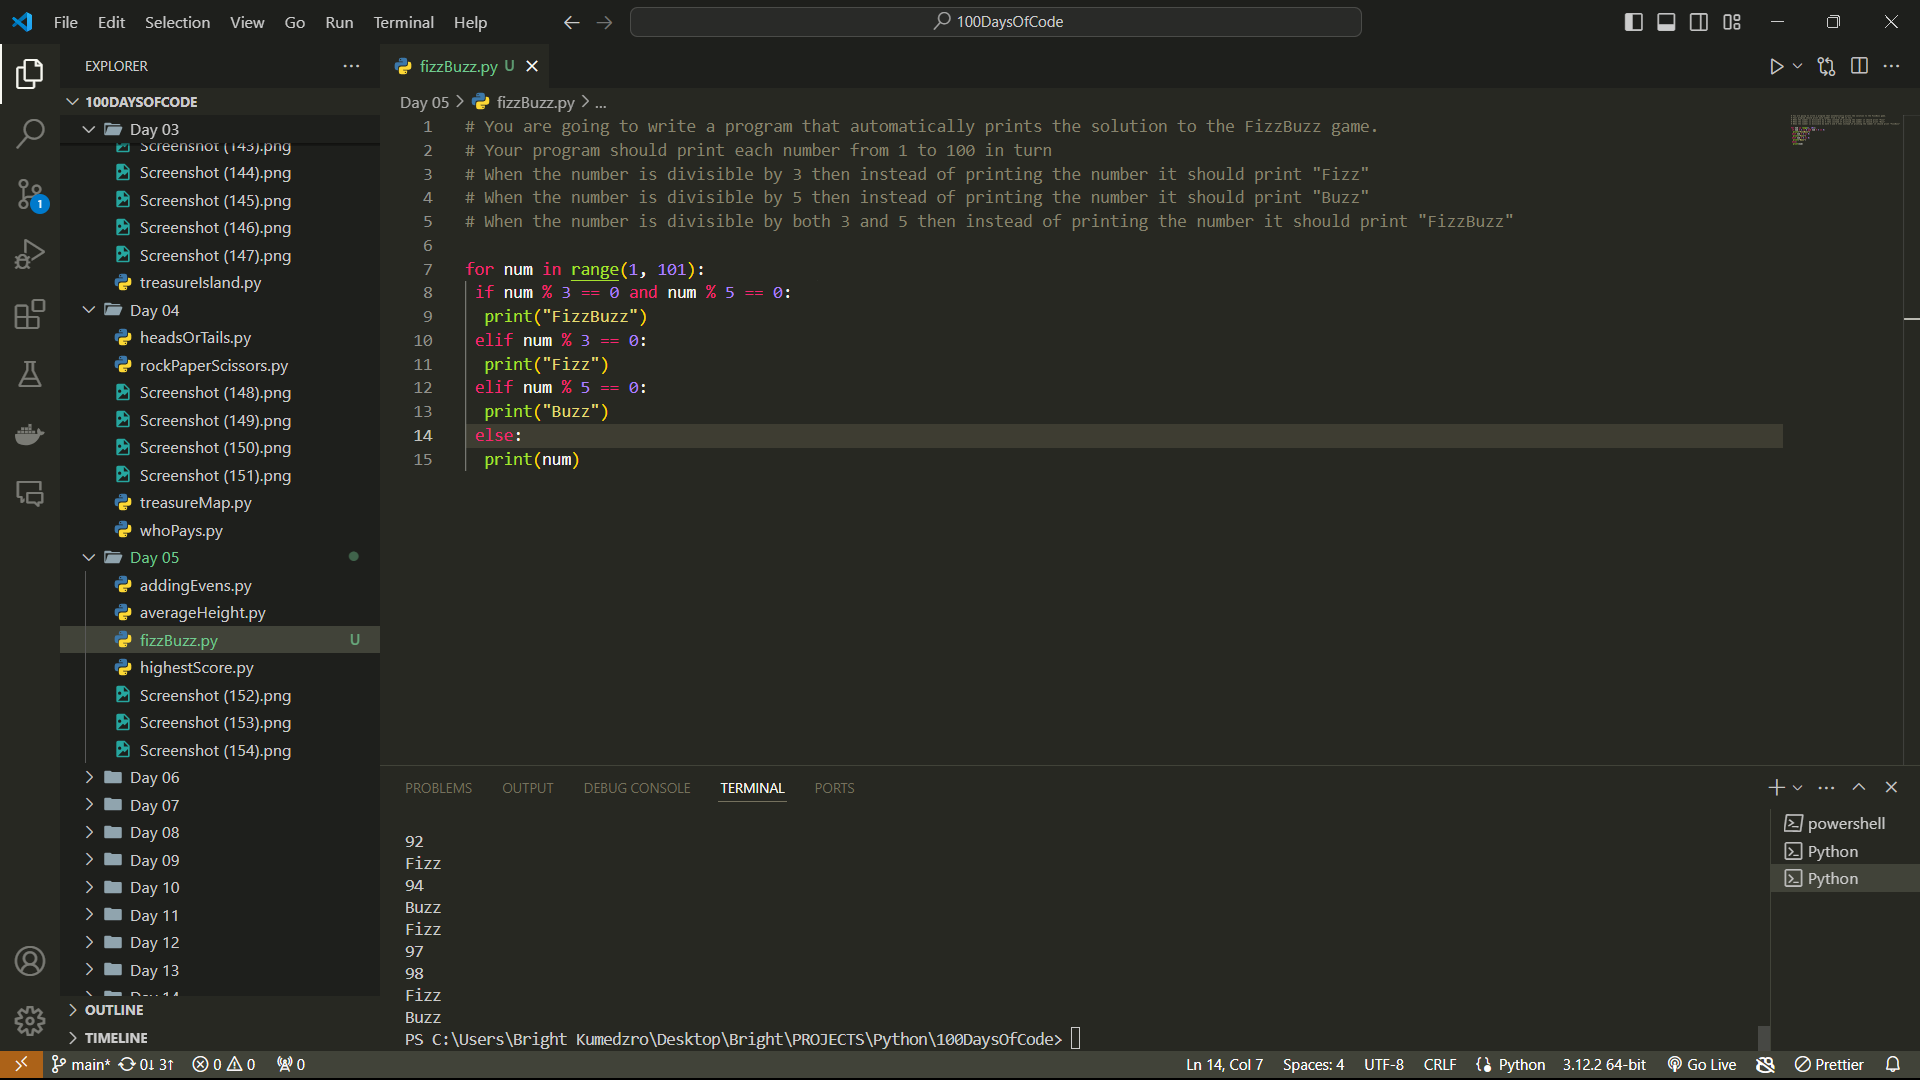 File Edit Selection View Go Run Terminal Help
100DaysOfCode
EXPLORER
100DAYSOFCODE
Day 03
Screenshot (143).png
Screenshot (144).png
Screenshot (145).png
Screenshot (146).png
Screenshot (147).png
treasureIsland.py
Day 04
headsOrTails.py
rockPaperScissors.py
Screenshot (148).png
Screenshot (149).png
Screenshot (150).png
Screenshot (151).png
treasureMap.py
whoPays.py
Day 05
addingEvens.py
averageHeight.py
fizzBuzz.py U
highestScore.py
Screenshot (152).png
Screenshot (153).png
Screenshot (154).png
Day 06
Day 07
Day 08
Day 09
Day 10
Day 11
Day 12
Day 13
Day 14
OUTLINE
TIMELINE
1
fizzBuzz.py U
Day 05 > fizzBuzz.py > ...
1 # You are going to write a program that automatically prints the solution to the FizzBuzz game.
2 # Your program should print each number from 1 to 100 in turn
3 # When the number is divisible by 3 then instead of printing the number it should print "Fizz"
4 # When the number is divisible by 5 then instead of printing the number it should print "Buzz"
5 # When the number is divisible by both 3 and 5 then instead of printing the number it should print "FizzBuzz"
6
7 for num in range(1, 101):
8 if num % 3 == 0 and num % 5 == 0:
9 print("FizzBuzz")
10 elif num % 3 == 0:
11 print("Fizz")
12 elif num % 5 == 0:
13 print("Buzz")
14 else:
15 print(num)
PROBLEMS OUTPUT DEBUG CONSOLE TERMINAL PORTS
92
Fizz
94
Buzz
Fizz
97
98
Fizz
Buzz
PS C:\Users\Bright Kumedzro\Desktop\Bright\PROJECTS\Python\100DaysOfCode>
powershell
Python
Python
main* 0↓ 3↑ 0 0 0
Ln 14, Col 7 Spaces: 4 UTF-8 CRLF Python 3.12.2 64-bit Go Live Prettier